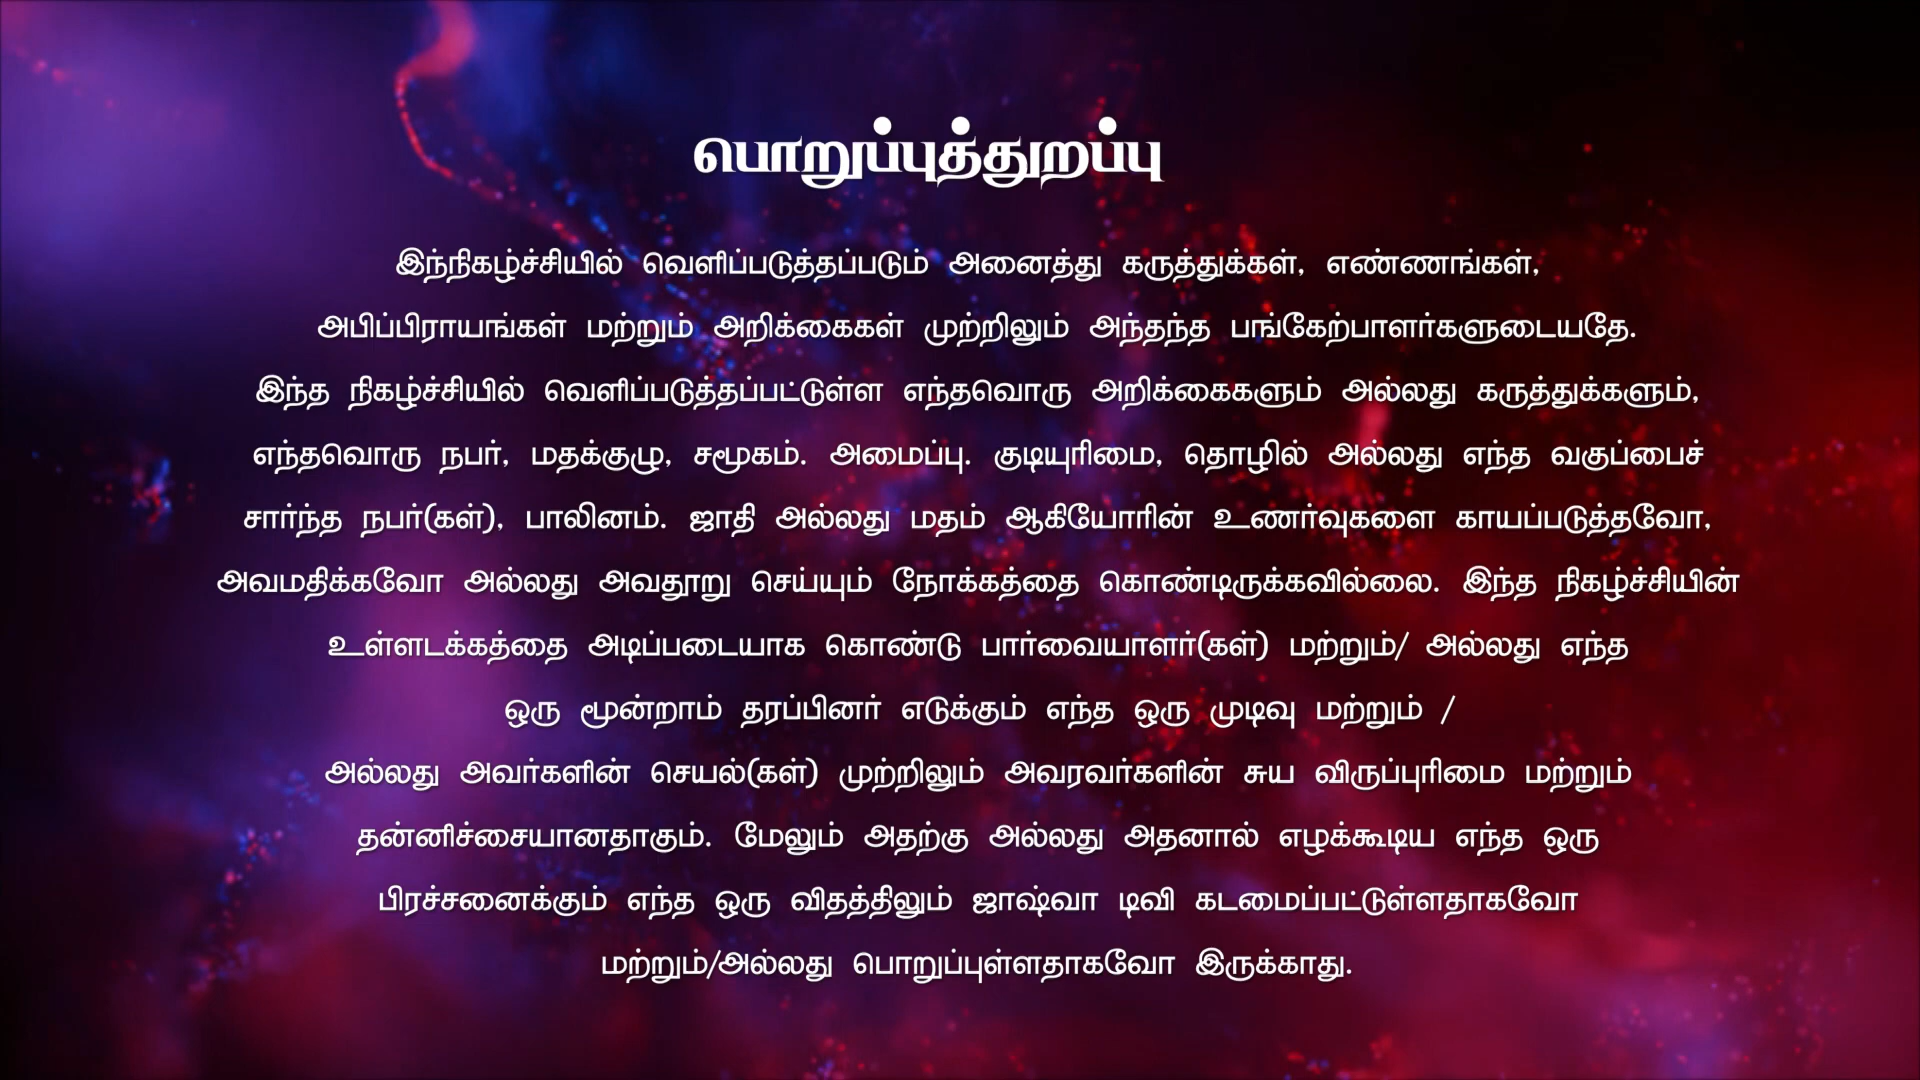 பொறுப்புத்துறப்பு
இந்நிகழ்ச்சியில் வெளிப்படுத்தப்படும் அனைத்து கருத்துக்கள், எண்ணங்கள்,
அபிப்பிராயங்கள் மற்றும் அறிக்கைகள் முற்றிலும் அந்தந்த பங்கேற்பாளர்களுடையதே.
இந்த நிகழ்ச்சியில் வெளிப்படுத்தப்பட்டுள்ள எந்தவொரு அறிக்கைகளும் அல்லது கருத்துக்களும்,
எந்தவொரு நபர், மதக்குழு, சமூகம். அமைப்பு. குடியுரிமை, தொழில் அல்லது எந்த வகுப்பைச்
சார்ந்த நபர்(கள்), பாலினம். ஜாதி அல்லது மதம் ஆகியோரின் உணர்வுகளை காயப்படுத்தவோ,
அவமதிக்கவோ அல்லது அவதூறு செய்யும் நோக்கத்தை கொண்டிருக்கவில்லை. இந்த நிகழ்ச்சியின்
உள்ளடக்கத்தை அடிப்படையாக கொண்டு பார்வையாளர்(கள்) மற்றும்/ அல்லது எந்த
ஒரு மூன்றாம் தரப்பினர் எடுக்கும் எந்த ஒரு முடிவு மற்றும் /
அல்லது அவர்களின் செயல்(கள்) முற்றிலும் அவரவர்களின் சுய விருப்புரிமை மற்றும்
தன்னிச்சையானதாகும். மேலும் அதற்கு அல்லது அதனால் எழக்கூடிய எந்த ஒரு
பிரச்சனைக்கும் எந்த ஒரு விதத்திலும் ஜாஷ்வா டிவி கடமைப்பட்டுள்ளதாகவோ
மற்றும்/அல்லது பொறுப்புள்ளதாகவோ இருக்காது.